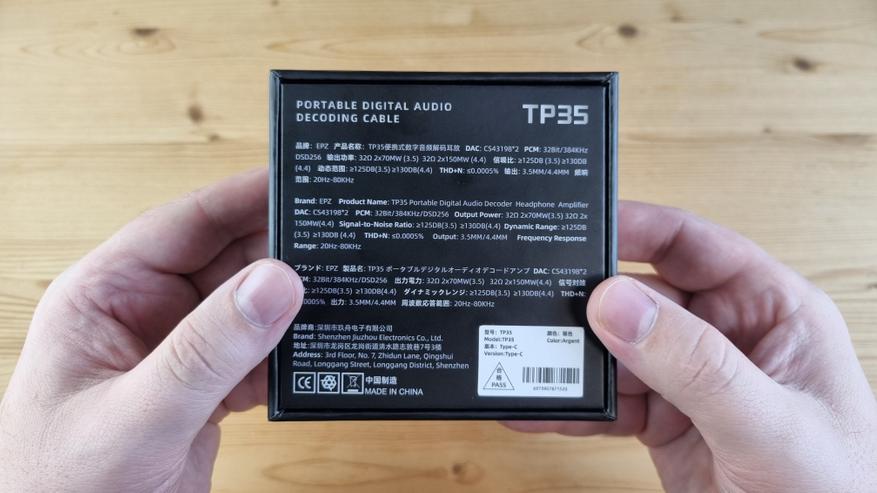 PORTABLE DIGITAL AUDIO
DECODING CABLE
TP35
品牌: EPZ 产品名称: TP35便携式数字音频解码耳放 DAC: CS43198*2 PCM: 32Bit/384KHz
DSD256 输出功率: 32Ω 2x70MW (3.5) 32Ω 2x150MW (4.4) 信噪比: ≥125DB (3.5) ≥130DB
(4.4) 动态范围: ≥125DB(3.5) ≥130DB(4.4) THD+N: ≤0.0005% 输出: 3.5MM/4.4MM 频响
范围: 20Hz-80KHz
Brand: EPZ Product Name: TP35 Portable Digital Audio Decoder Headphone Amplifier
DAC: CS43198*2 PCM: 32Bit/384KHz/DSD256 Output Power: 32Ω 2x70MW(3.5) 32Ω 2x
150MW(4.4) Signal-to-Noise Ratio: ≥125DB(3.5) ≥130DB(4.4) Dynamic Range: ≥125DB
(3.5) ≥130DB (4.4) THD+N: ≤0.0005% Output: 3.5MM/4.4MM Frequency Response
Range: 20Hz-80KHz
ブランド: EPZ 製品名: TP35 ポータブルデジタルオーディオデコードアンプ DAC: CS43198*2
CM: 32Bit/384KHz/DSD256 出力電力: 32Ω 2x70MW(3.5) 32Ω 2x150MW(4.4) 信号対雑
比: ≥125DB(3.5) ≥130DB(4.4) ダイナミックレンジ: ≥125DB(3.5) ≥130DB(4.4) THD+N:
0005% 出力: 3.5MM/4.4MM 周波数応答範囲: 20Hz-80KHz
品牌商:深圳市玖舟电子有限公司
Brand: Shenzhen Jiuzhou Electronics Co., Ltd.
地址:深圳市龙岗区龙岗街道清水路志敦巷7号3楼
Address: 3rd Floor, No. 7, Zhidun Lane, Qingshui
Road, Longgang Street, Longgang District, Shenzhen
CE
中国制造
MADE IN CHINA
型号: TP35
Model:TP35
版本: Type-C
Version:Type-C
颜色: 银色
Color:Argent
合
格
PASS